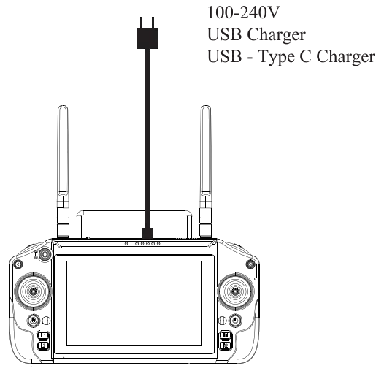 100-240V
USB Charger
USB - Type C Charger